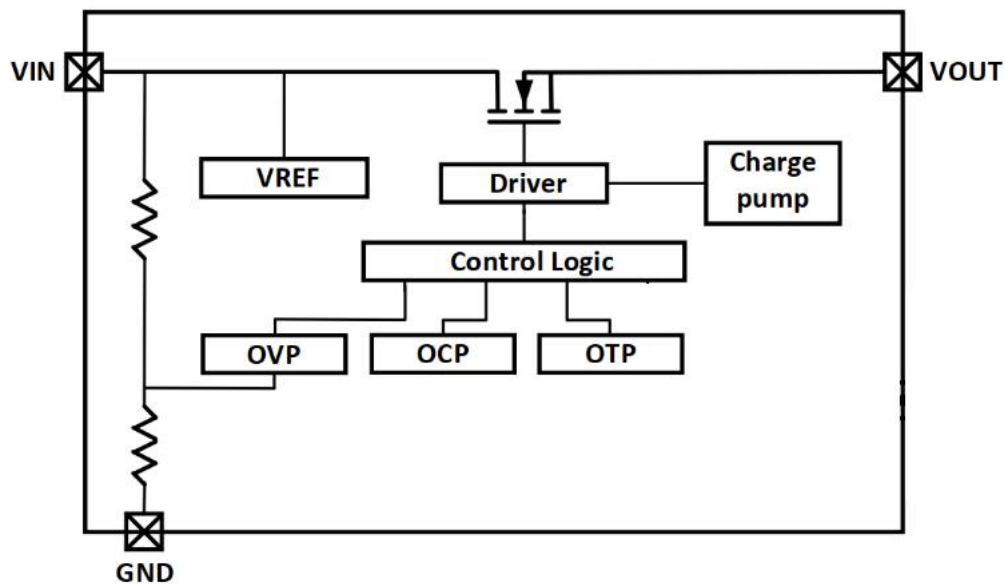 VIN
VOUT
VREF
Driver
Charge
pump
Control Logic
OVP
OCP
OTP
GND